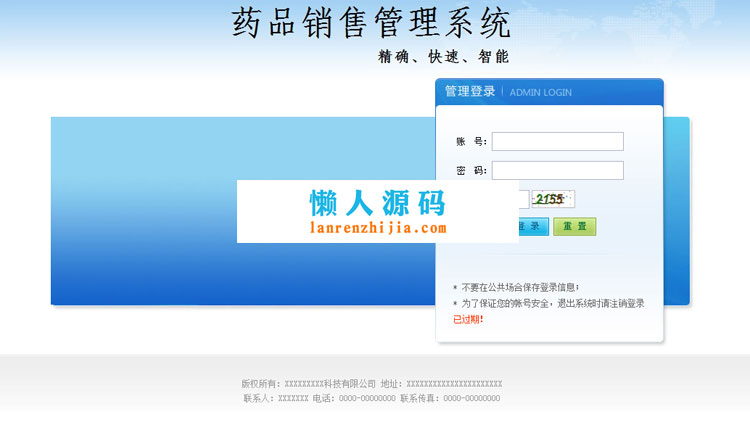 药品销售管理系统
精确、快速、智能
管理登录 | ADMIN LOGIN
账 号:
密 码:
懒人源码
lanrenzhijia.com
2155
录 重 置
* 不要在公共场合保存登录信息;
* 为了保证您的帐号安全,退出系统时请注销登录
已过期!
版权所有: XXXXXXXXX科技有限公司 地址: XXXXXXXXXXXXXXXXXXXXXX
联系人: XXXXXXX 电话: 0000-00000000 联系传真: 0000-00000000